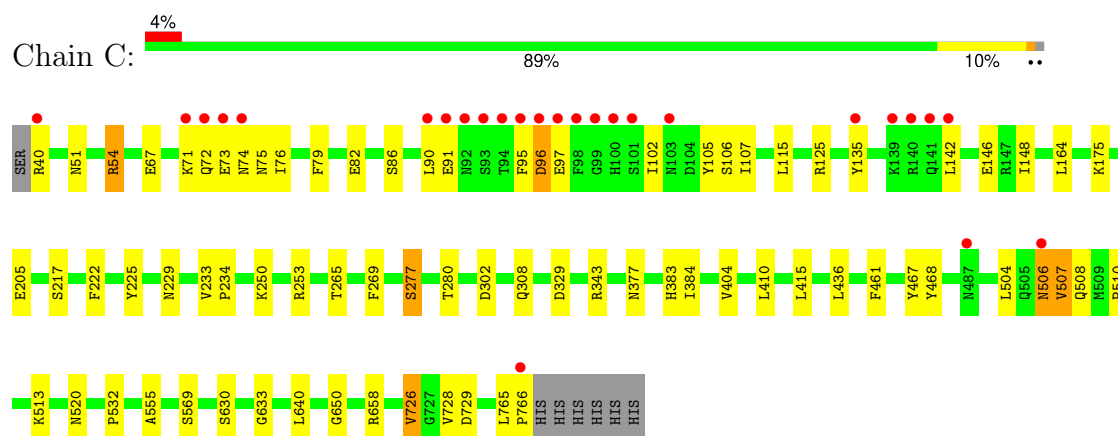 4%
Chain C:
89%
10%
••
SER R40 N51 R54 E67 K71 Q72 E73 N74 N75 I76 F79 E82 S86 L90 E91 N92 S93 T94 F95 D96 E97 F98 G99 H100 S101 I102 N103 D104 Y105 S106 I107 L115 R125 Y135 K139 R140 Q141 L142 E146 R147 I148 L164 K175
E205 S217 F222 Y225 N229 V233 P234 K250 R253 T265 F269 S277 T280 D302 Q308 D329 R343 N377 H383 I384 V404 L410 L415 L436 F461 Y467 Y468 N487 L504 Q505 N506 V507 Q508 M509
K513 N520 P532 A555 S569 S630 G633 L640 G650 R658 V726 G727 V728 D729 L765 P766 HIS HIS HIS HIS HIS HIS